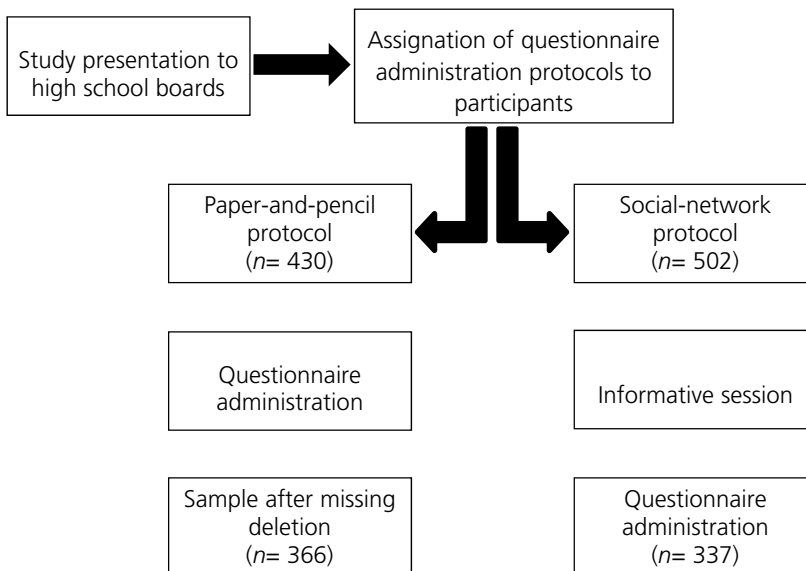 Study presentation to
high school boards
Assignation of questionnaire
administration protocols to
participants
Paper-and-pencil
protocol
(n= 430)
Social-network
protocol
(n= 502)
Questionnaire
administration
Informative session
Sample after missing
deletion
(n= 366)
Questionnaire
administration
(n= 337)